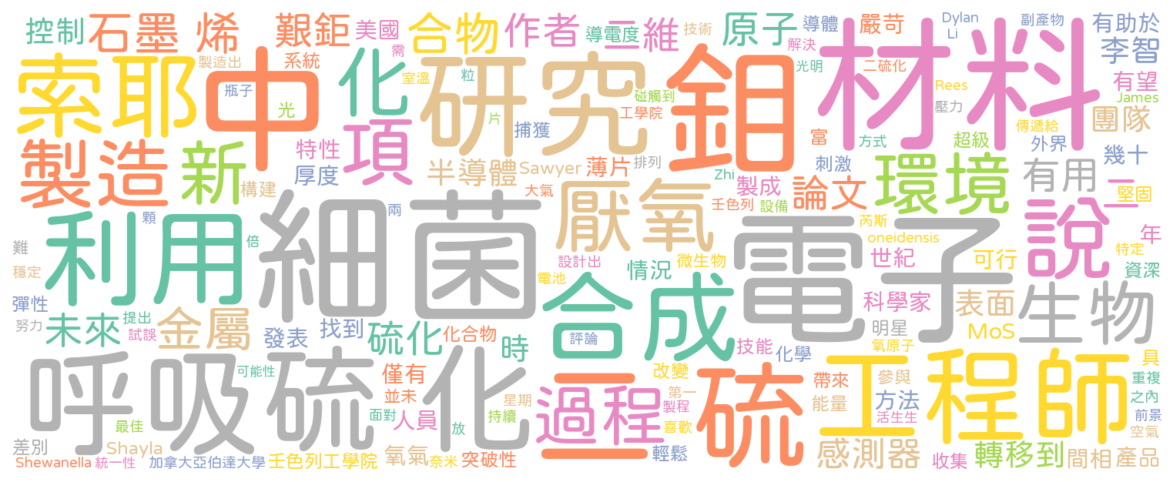 控制
石墨烯
艱鉅
美國
合物
作者
導電度
二維
技術
原子
導體
嚴苛
Dylan
副產物
有助於
索耶
製造出
中
系統
需
化
室溫
研究
粒
解決
光明
二硫化
Li
李智
鉬
材料
瓶子
光
碰觸到
工學院
Rees
有望
James
壓力
製造
新
特性
項
片
捕獲
富
方式
超級
傳遞給
外界
團隊
幾十
厚度
構建
半導體
Sawyer
薄片
排列
大氣
Zhi
製成
論文
刺激
環境
有用
一
堅固
壬色列
設備
利用
顆
倍
細菌
兩
厭氧
電子
芮斯
oneidensis
說
年
特定
難
穩定
設計出
情況
微生物
世紀
可行
資深
彈性
電池
努力
未來
提出
試誤
金屬
發表
找到
硫化
化合物
時
合成
評論
科學家
表面
生物
明星
MoS
氧原子
技能
化學
呼吸硫化
可能性
僅有
並未
二
改變
第一
硫
帶來
參與
工程師
具
重複
之內
最佳
面對
人員
星期
放
持續
過程
製程
喜歡
能量
活生生
方法
前景
空氣
差別
Shayla
Shewanella
統一性
加拿大亞伯達大學
壬色列工學院
氧氣
奈米
突破性
輕鬆
感測器
收集
轉移到
間相
產品